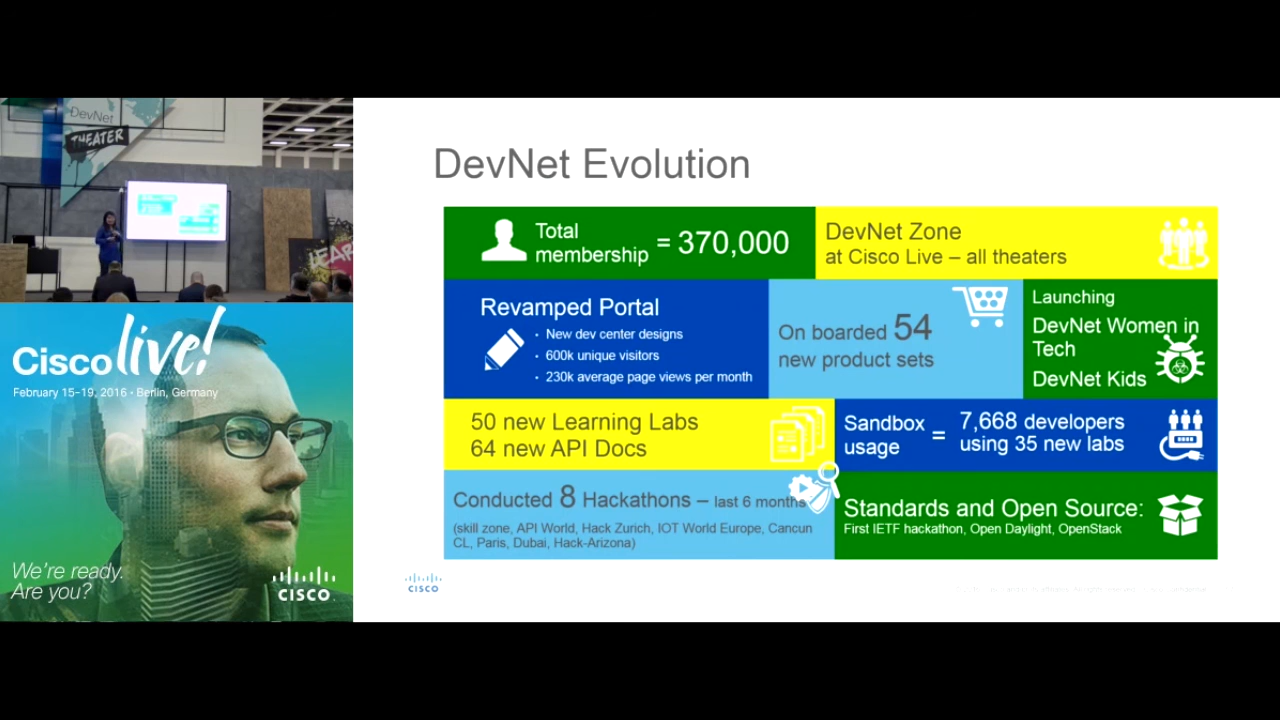 DevNet
THEATER
Cisco live!
February 15-19, 2016 • Berlin, Germany
We're ready.
Are you?
CISCO
DevNet Evolution
Total
membership = 370,000
DevNet Zone
at Cisco Live – all theaters
Revamped Portal
• New dev center designs
• 600k unique visitors
• 230k average page views per month
On boarded 54
new product sets
Launching
DevNet Women in
Tech
DevNet Kids
50 new Learning Labs
64 new API Docs
Sandbox
usage = 7,668 developers
using 35 new labs
Conducted 8 Hackathons – last 6 months
(skill zone, API World, Hack Zurich, IOT World Europe, Cancun
CL, Paris, Dubai, Hack-Arizona)
Standards and Open Source:
First IETF hackathon, Open Daylight, OpenStack
CISCO